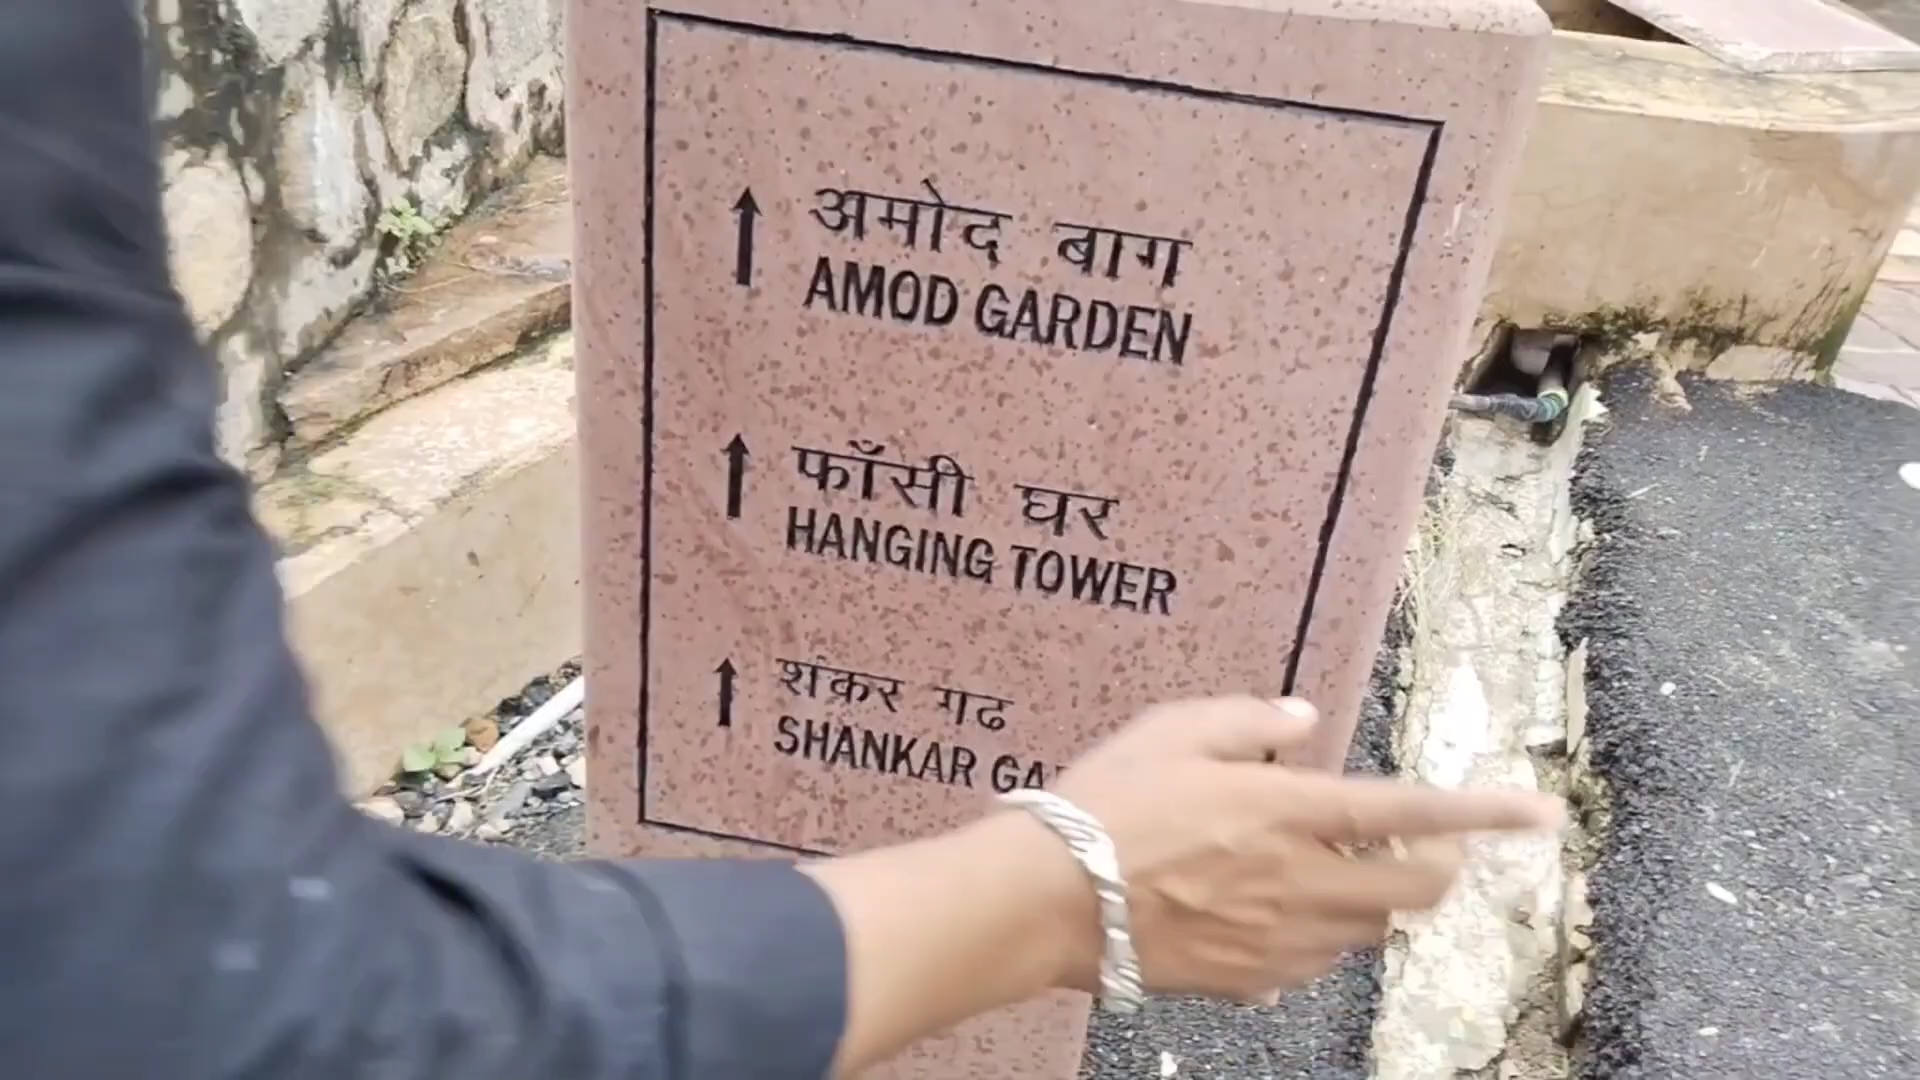 अमोद बाग
AMOD GARDEN
फाँसी घर
HANGING TOWER
शंकर गढ
SHANKAR